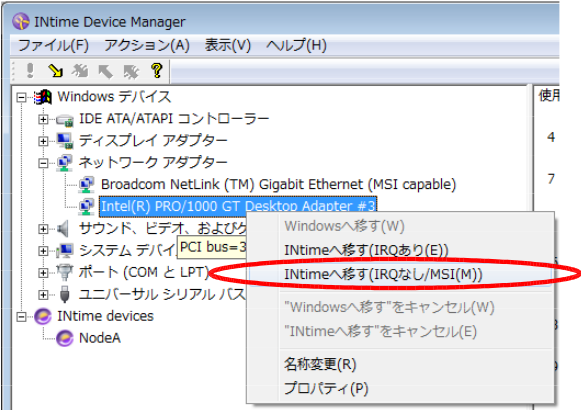 INtime Device Manager
ファイル(F) アクション(A) 表示(V) ヘルプ(H)
Windows デバイス
使用
IDE ATA/ATAPI コントローラー
ディスプレイ アダプター
4
ネットワーク アダプター
Broadcom NetLink (TM) Gigabit Ethernet (MSI capable)
7
Intel(R) PRO/1000 GT Desktop Adapter #3
サウンド、ビデオ、および
Windowsへ移す(W)
システム デバイ
PCI bus=3
INtimeへ移す(IRQあり(E))
ポート (COM と LPT)
INtimeへ移す(IRQなし/MSI(M))
ユニバーサル シリアル バス
"Windowsへ移す"をキャンセル(W)
INtime devices
"INtimeへ移す"をキャンセル(E)
NodeA
名称変更(R)
プロパティ(P)